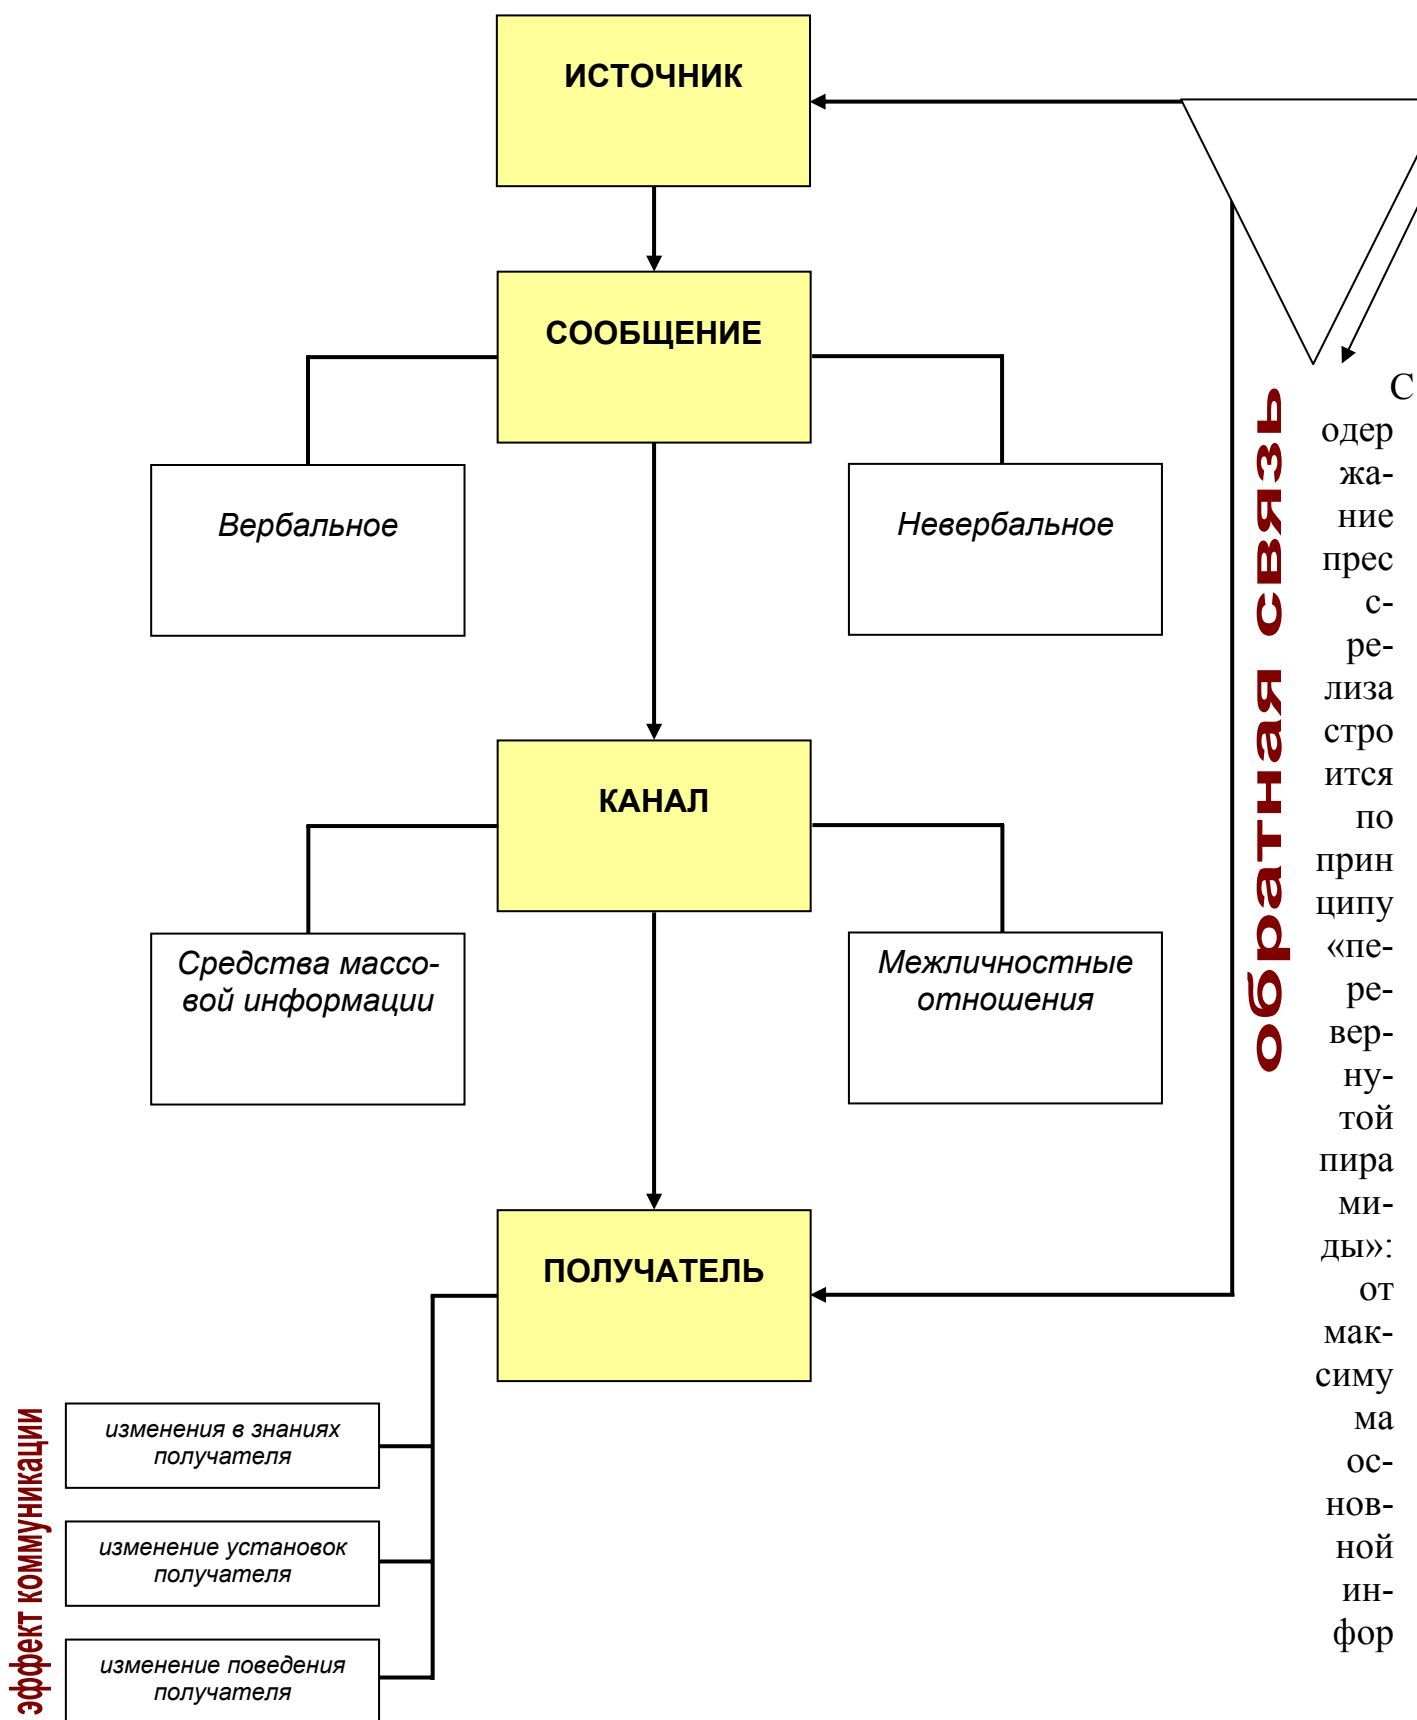 ИСТОЧНИК
СООБЩЕНИЕ
Вербальное
Невербальное
КАНАЛ
Средства массо-
вой информации
Межличностные
отношения
ПОЛУЧАТЕЛЬ
эффект коммуникации
изменения в знаниях
получателя
изменение установок
получателя
изменение поведения
получателя
обратная связь
С
одер
жа-
ние
прес
с-
ре-
лиза
стро
ится
по
прин
ципу
«пе-
ре-
вер-
ну-
той
пира
ми-
ды»:
от
мак-
симу
ма
ос-
нов-
ной
ин-
фор